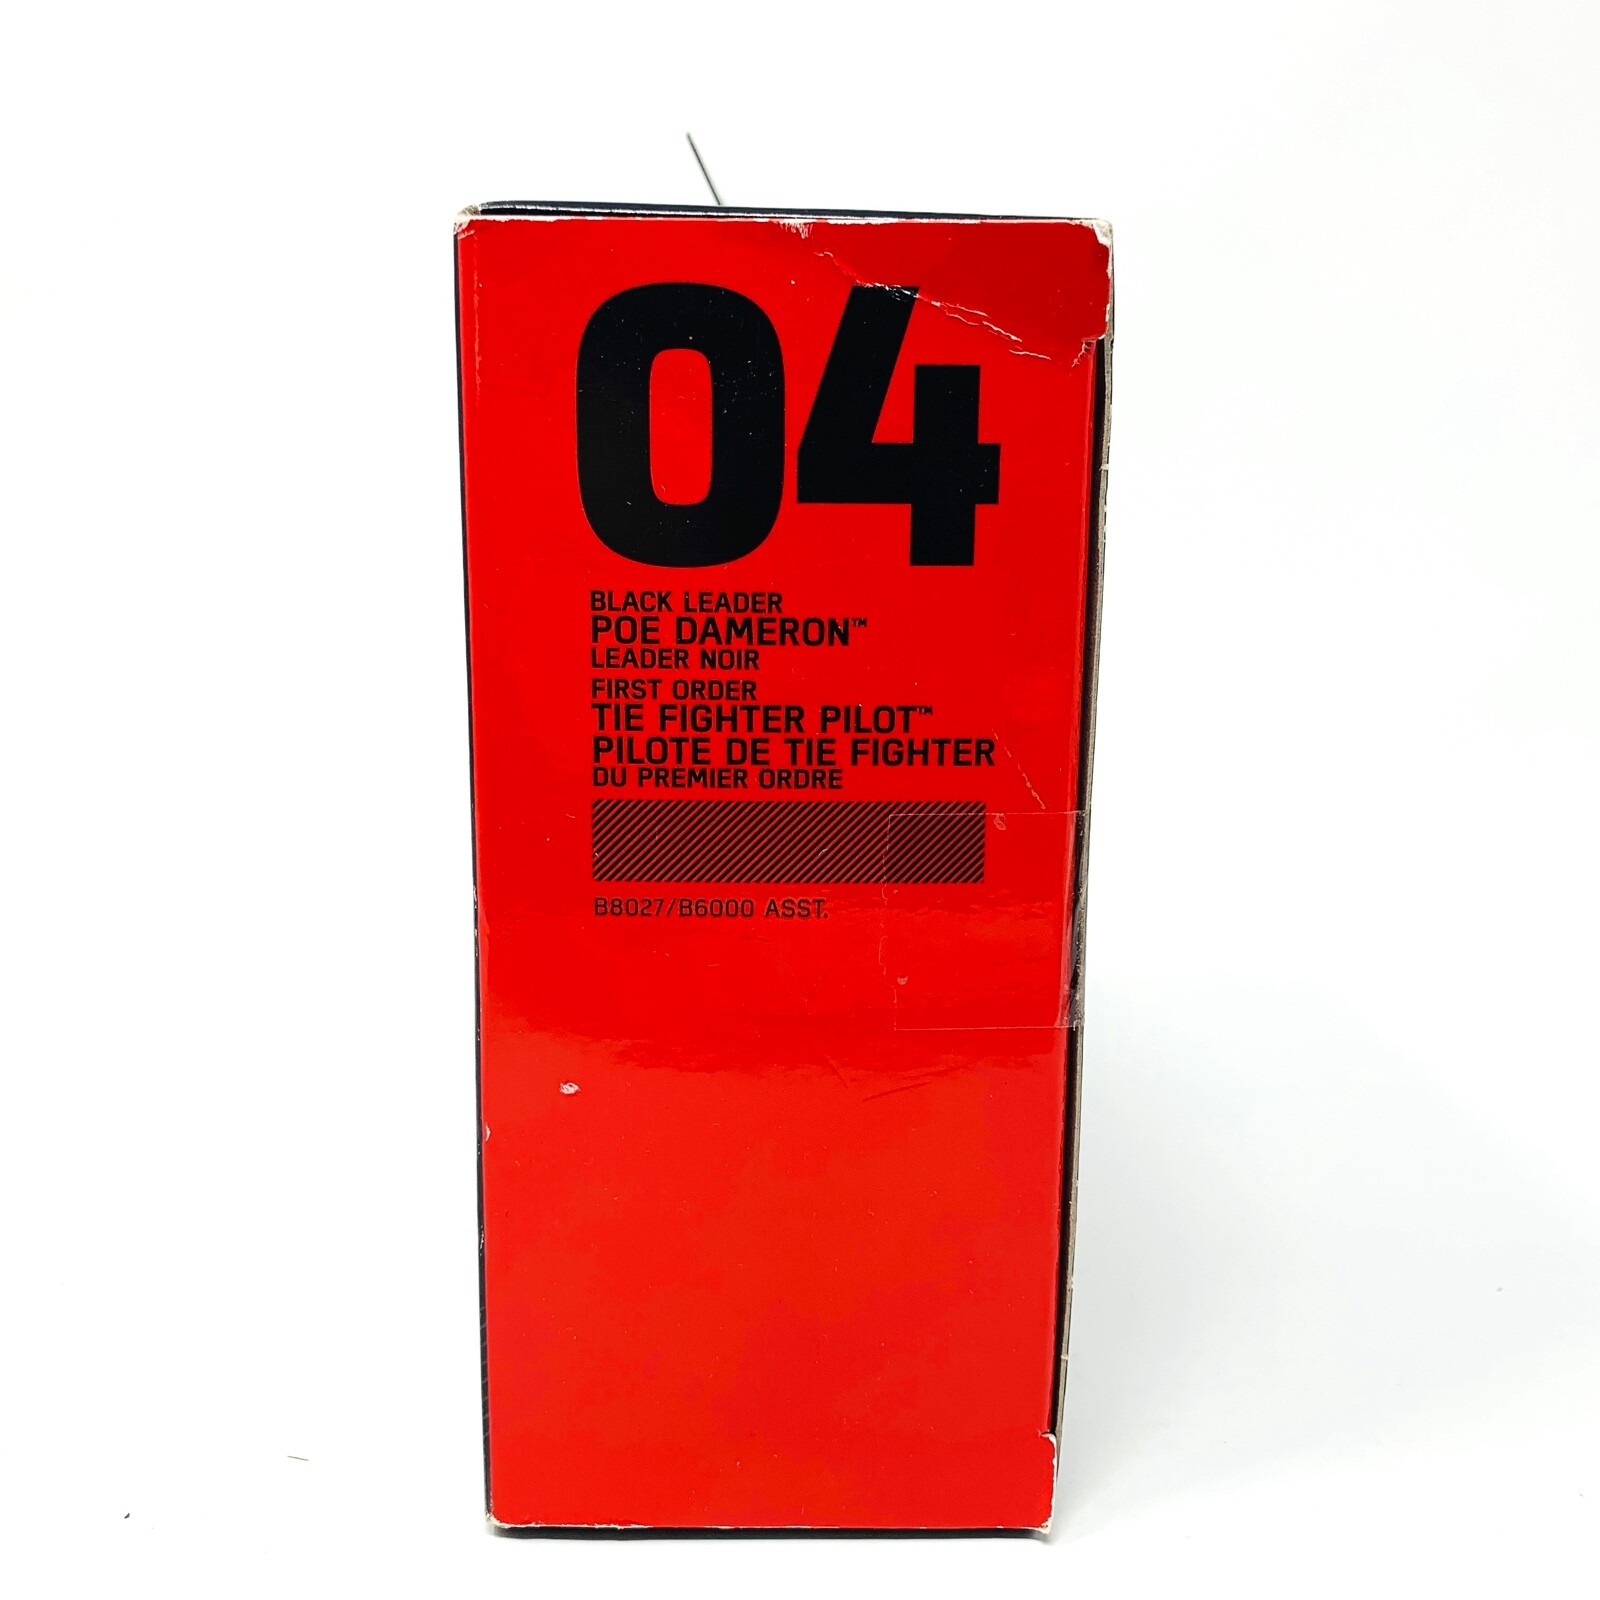 04
BLACK LEADER
POE DAMERON™
LEADER NOIR
FIRST ORDER
TIE FIGHTER PILOT™
PILOTE DE TIE FIGHTER
DU PREMIER ORDRE
B8027/B6000 ASST.